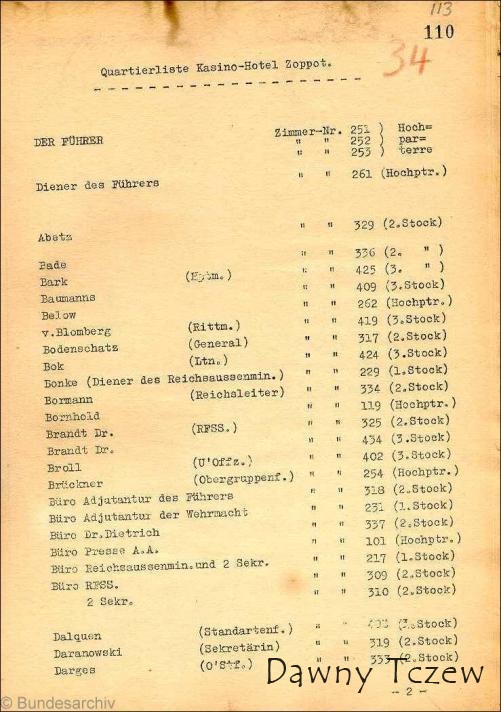 113
110
34
Quartierliste Kasino-Hotel Zoppot.
DER FÜHRER Zimmer-Nr. 251 ) Hoch=
" " 252 ) par=
" " 253 ) terre
Diener des Führers " " 261 (Hochptr.)
Abetz " " 329 (2.Stock)
Bade " " 336 (2. " )
Bark (Hptm.) " " 425 (3. " )
Baumanns " " 409 (3.Stock)
Below " " 262 (Hochptr.)
v.Blomberg (Rittm.) " " 419 (3.Stock)
Bodenschatz (General) " " 317 (2.Stock)
Bok (Ltn.) " " 424 (3.Stock)
Bonke (Diener des Reichsaussenmin.) " " 229 (1.Stock)
Bormann (Reichsleiter) " " 334 (2.Stock)
Bornhold " " 119 (Hochptr.)
Brandt Dr. (RFSS.) " " 325 (2.Stock)
Brandt Dr. " " 434 (3.Stock)
Broll (U'Offz.) " " 402 (3.Stock)
Brückner (Obergruppenf.) " " 254 (Hochptr.)
Büro Adjutantur des Führers " " 318 (2.Stock)
Büro Adjutantur der Wehrmacht " " 231 (1.Stock)
Büro Dr.Dietrich " " 337 (2.Stock)
Büro Presse A.A. " " 101 (Hochptr.)
Büro Reichsaussenmin.und 2 Sekr. " " 217 (1.Stock)
Büro RFSS. " " 309 (2.Stock)
2 Sekr. " " 310 (2.Stock)
Dalquen (Standartenf.) " " (3.Stock)
Daranowski (Sekretärin) " " 319 (2.Stock)
Darges (O'Stf.) " " 333 (2.Stock)
Dawny Tczew
- 2 -
© Bundesarchiv